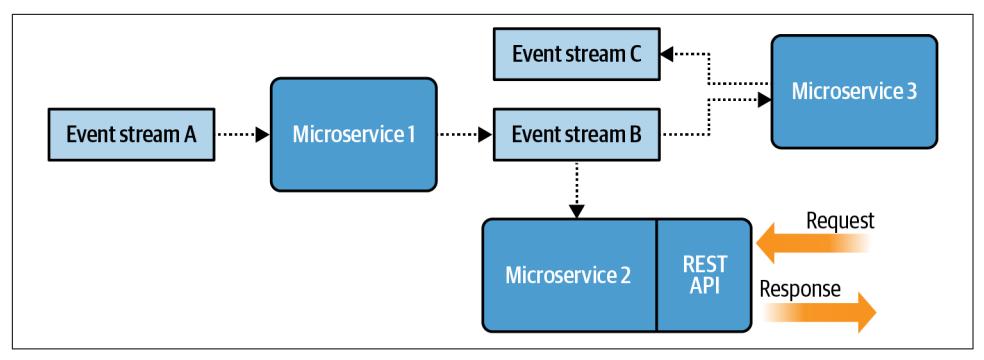 Event stream C
Microservice 3
Event stream A
Microservice 1
Event stream B
Microservice 2
REST
API
Request
Response